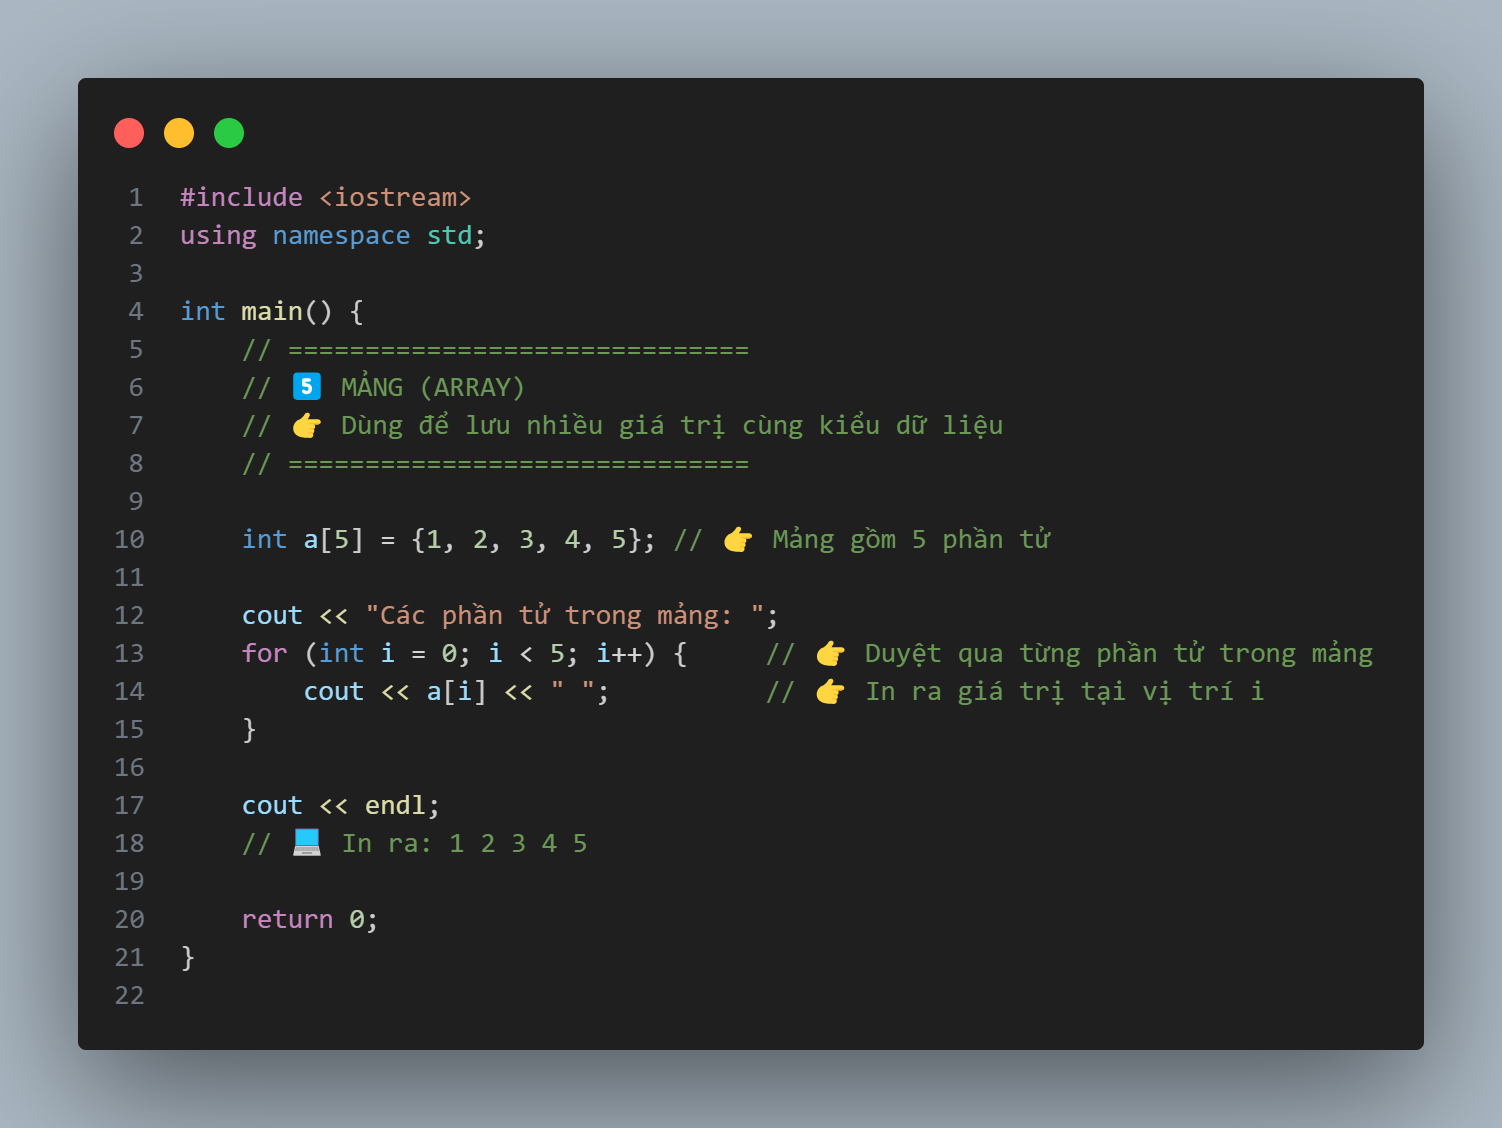 1 #include <iostream>
2 using namespace std;
3
4 int main() {
5     // ==============================
6     // 5️⃣ MẢNG (ARRAY)
7     // 👉 Dùng để lưu nhiều giá trị cùng kiểu dữ liệu
8     // ==============================
9
10     int a[5] = {1, 2, 3, 4, 5}; // 👉 Mảng gồm 5 phần tử
11
12     cout << "Các phần tử trong mảng: ";
13     for (int i = 0; i < 5; i++) {     // 👉 Duyệt qua từng phần tử trong mảng
14         cout << a[i] << " ";          // 👉 In ra giá trị tại vị trí i
15     }
16
17     cout << endl;
18     // 💻 In ra: 1 2 3 4 5
19
20     return 0;
21 }
22